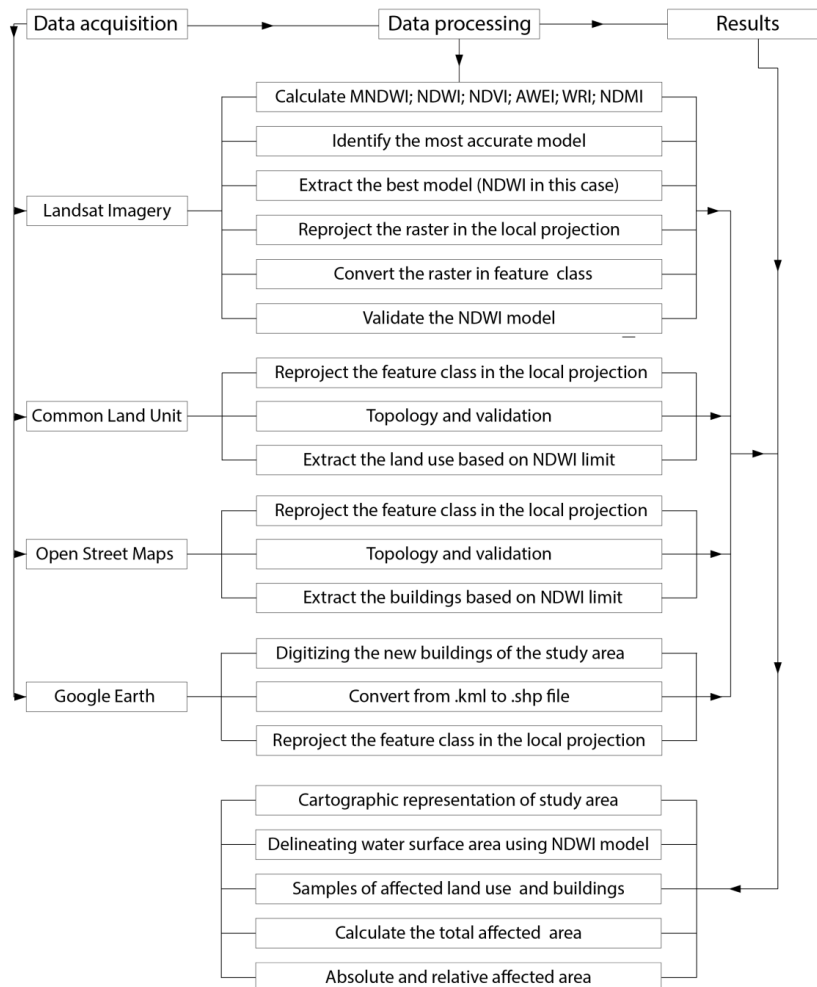 Data acquisition
Data processing
Results
Calculate MNDWI; NDWI; NDVI; AWEI; WRI; NDMI
Identify the most accurate model
Extract the best model (NDWI in this case)
Landsat Imagery
Reproject the raster in the local projection
Convert the raster in feature class
Validate the NDWI model
Reproject the feature class in the local projection
Common Land Unit
Topology and validation
Extract the land use based on NDWI limit
Reproject the feature class in the local projection
Open Street Maps
Topology and validation
Extract the buildings based on NDWI limit
Digitizing the new buildings of the study area
Google Earth
Convert from .kml to .shp file
Reproject the feature class in the local projection
Cartographic representation of study area
Delineating water surface area using NDWI model
Samples of affected land use and buildings
Calculate the total affected area
Absolute and relative affected area